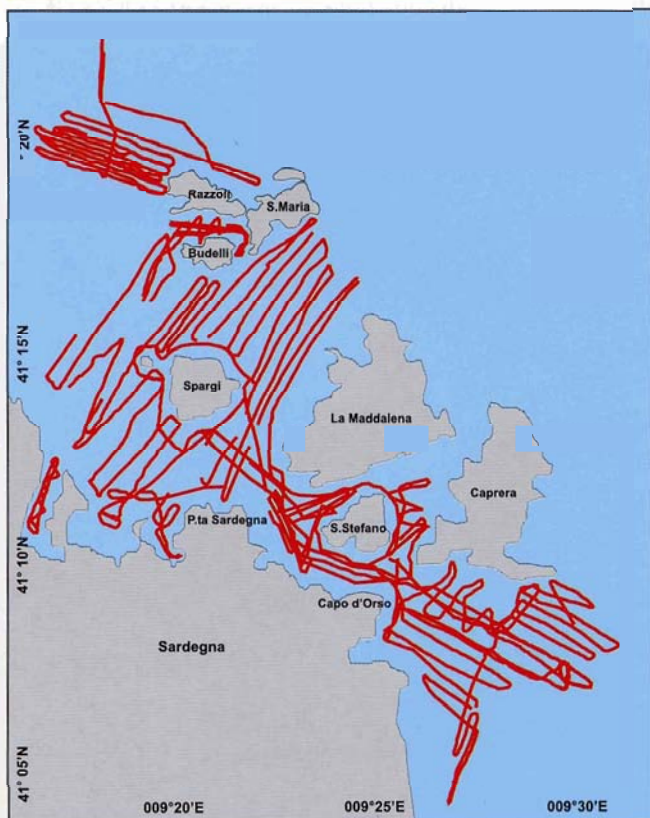 20'N
Razzoli
S.Maria
Budelli
41° 15'N
Spargi
La Maddalena
Caprera
P.ta Sardegna
S.Stefano
41° 10'N
Capo d'Orso
Sardegna
41° 05'N
009°20'E
009°25'E
009°30'E